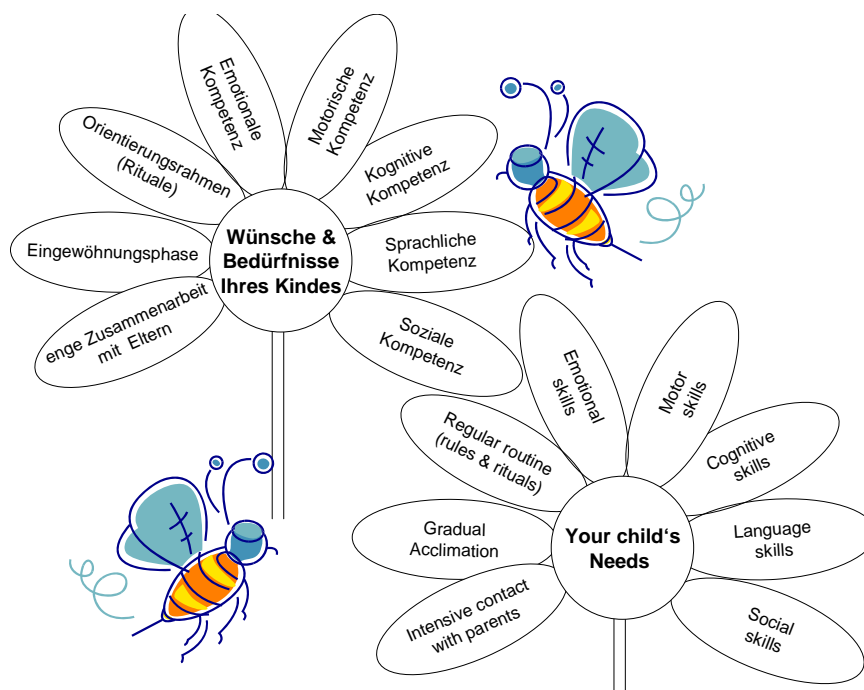 Emotionale
Kompetenz
Motorische
Kompetenz
Orientierungsrahmen
(Rituale)
Kognitive
Kompetenz
Eingewöhnungsphase
Wünsche &
Bedürfnisse
Ihres Kindes
Sprachliche
Kompetenz
enge Zusammenarbeit
mit Eltern
Soziale
Kompetenz
Emotional
skills
Motor
skills
Regular routine
(rules & rituals)
Cognitive
skills
Gradual
Acclimation
Your child‘s
Needs
Language
skills
Intensive contact
with parents
Social
skills